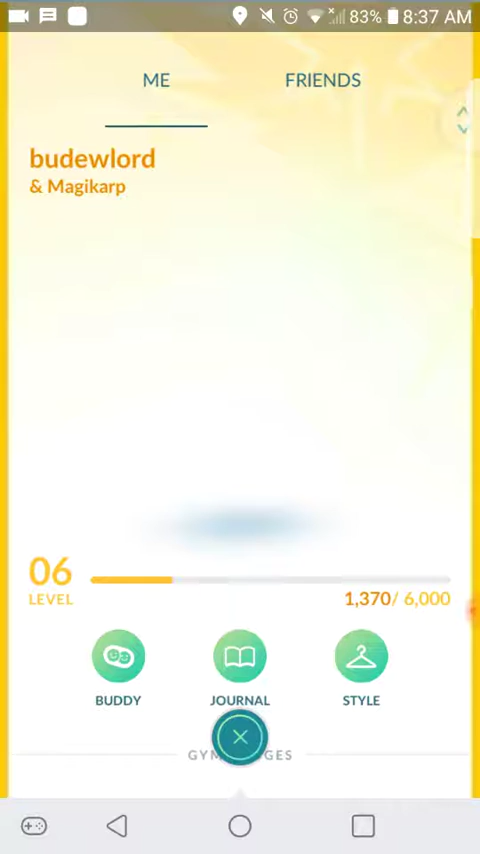 83% 8:37 AM
ME FRIENDS
budewlord
& Magikarp
06
LEVEL
1,370/ 6,000
BUDDY JOURNAL STYLE